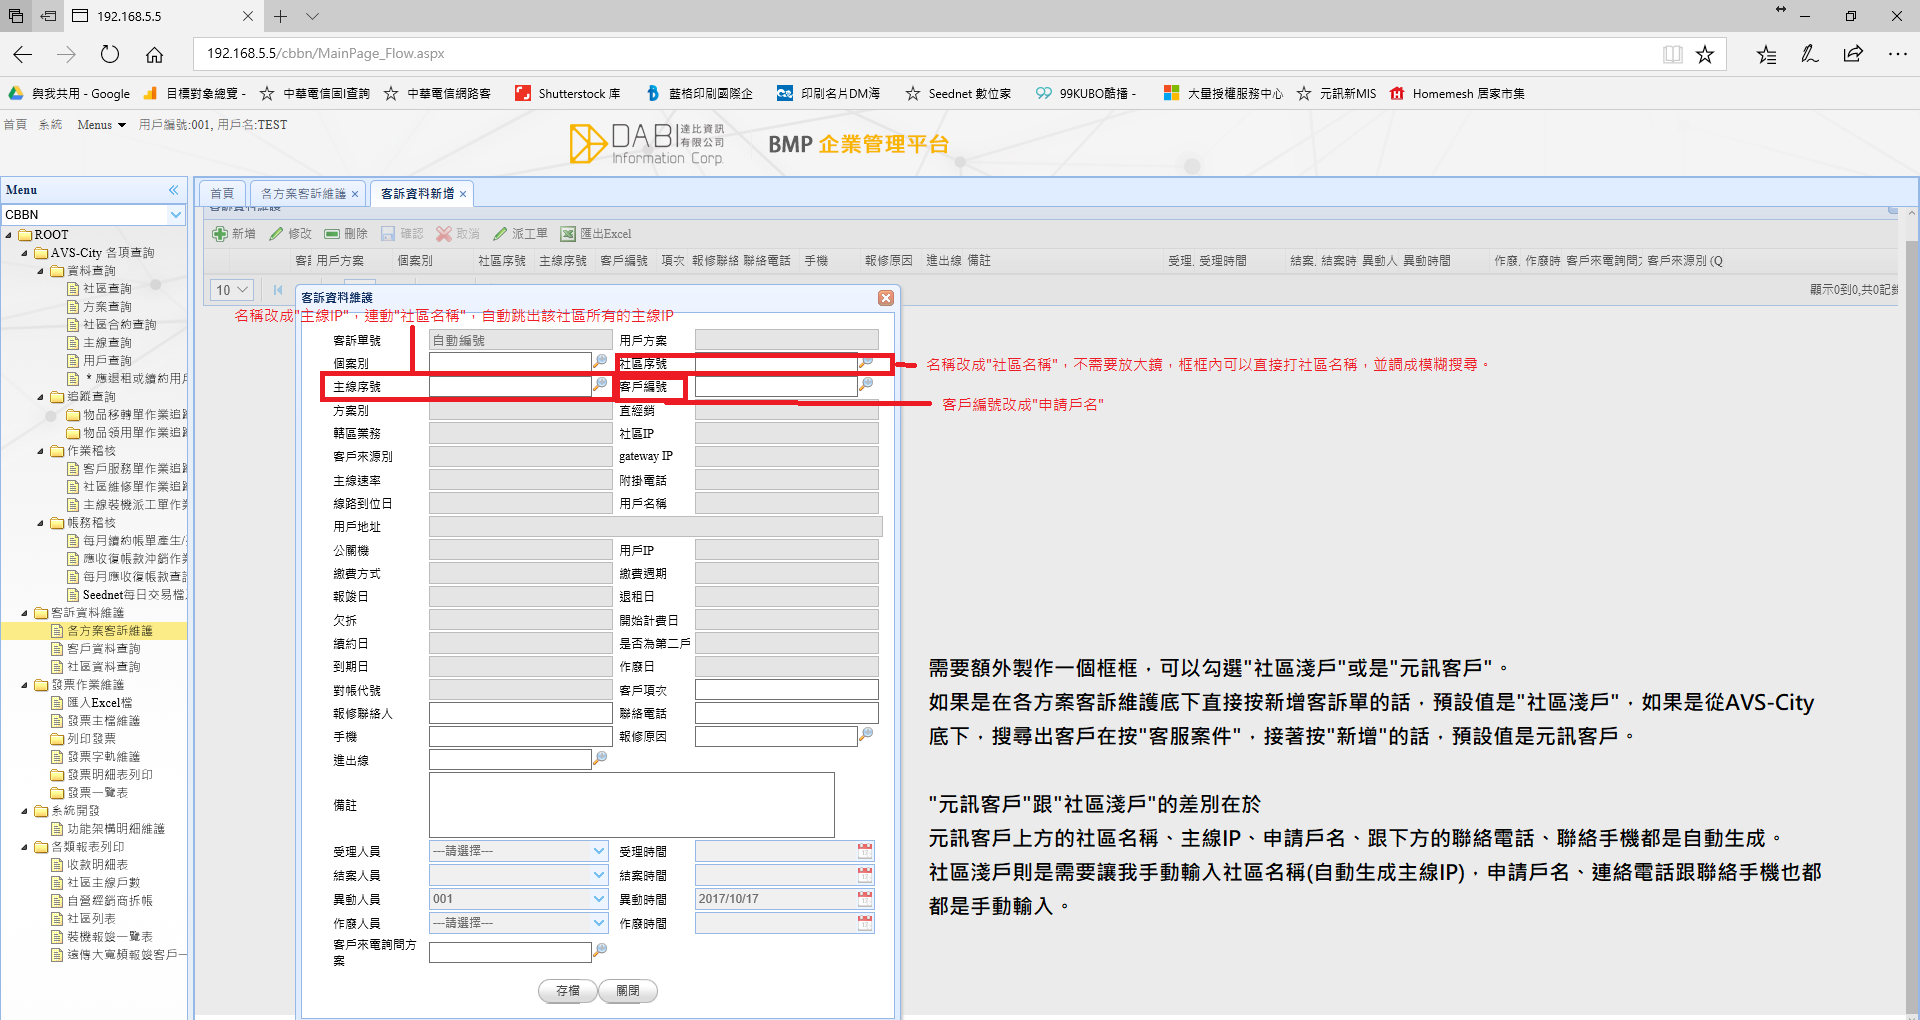 192.168.5.5
192.168.5.5/cbbn/MainPage_Flow.aspx
與我共用 - Google
目標對象總覽 -
中華電信圖I查詢
中華電信網路客
Shutterstock 庫
藍格印刷國際企
印刷名片DM海
Seednet 數位家
99KUBO酷播 -
大量授權服務中心
元訊新MIS
Homemesh 居家市集
首頁 系統 Menus 用戶編號:001, 用戶名:TEST
DABI 達比資訊
有限公司
Information Corp.
BMP 企業管理平台
Menu
首頁 各方案客訴維護 客訴資料新增
CBBN
客訴資料維護
ROOT
AVS-City 各項查詢
資料查詢
社區查詢
方案查詢
社區合約查詢
主線查詢
用戶查詢
* 應退租或續約用戶
追蹤查詢
物品移轉單作業追蹤
物品領用單作業追蹤
作業稽核
客戶服務單作業追蹤
社區維修單作業追蹤
主線裝機派工單作業
帳務稽核
每月續約帳單產生/
應收復帳款沖銷作業
每月應收復帳款查詢
Seednet每日交易檔
客訴資料維護
各方案客訴維護
客戶資料查詢
社區資料查詢
發票作業維護
匯入Excel檔
發票主檔維護
列印發票
發票字軌維護
發票明細表列印
發票一覽表
系統開發
功能架構明細維護
各類報表列印
收款明細表
社區主線戶數
自營經銷商拆帳
社區列表
裝機報竣一覽表
遠傳大寬頻報竣客戶一
新增 修改 刪除 確認 取消 派工單 匯出Excel
用戶方案 個案別 社區序號 主線序號 客戶編號 項次 報修聯絡 聯絡電話 手機 報修原因 進出線 備註 受理. 受理時間 結案. 結案時 異動人 異動時間 作廢. 作廢時 客戶來電詢問 客戶來源別 (Q
10
顯示0到0,共0記錄
客訴資料維護
名稱改成"主線IP"，連動"社區名稱"，自動跳出該社區所有的主線IP
客訴單號 自動編號 用戶方案
個案別 社區序號
名稱改成"社區名稱"，不需要放大鏡，框框內可以直接打社區名稱，並調成模糊搜尋。
主線序號 客戶編號
客戶編號改成"申請戶名"
方案別 直經銷
轄區業務 社區IP
客戶來源別 gateway IP
主線速率 附掛電話
線路到位日 用戶名稱
用戶地址
公關機 用戶IP
繳費方式 繳費週期
報竣日 退租日
欠拆 開始計費日
續約日 是否為第二戶
到期日 作廢日
對帳代號 客戶項次
報修聯絡人 聯絡電話
手機 報修原因
進出線
備註
受理人員 ---請選擇--- 受理時間
結案人員 結案時間
異動人員 001 異動時間 2017/10/17
作廢人員 ---請選擇--- 作廢時間
客戶來電詢問方
案
存檔 關閉
需要額外製作一個框框，可以勾選"社區淺戶"或是"元訊客戶"。
如果是在各方案客訴維護底下直接按新增客訴單的話，預設值是"社區淺戶"，如果是從AVS-City
底下，搜尋出客戶在按"客服案件"，接著按"新增"的話，預設值是元訊客戶。
"元訊客戶"跟"社區淺戶"的差別在於
元訊客戶上方的社區名稱、主線IP、申請戶名、跟下方的聯絡電話、聯絡手機都是自動生成。
社區淺戶則是需要讓我手動輸入社區名稱(自動生成主線IP)，申請戶名、連絡電話跟聯絡手機也都
都是手動輸入。